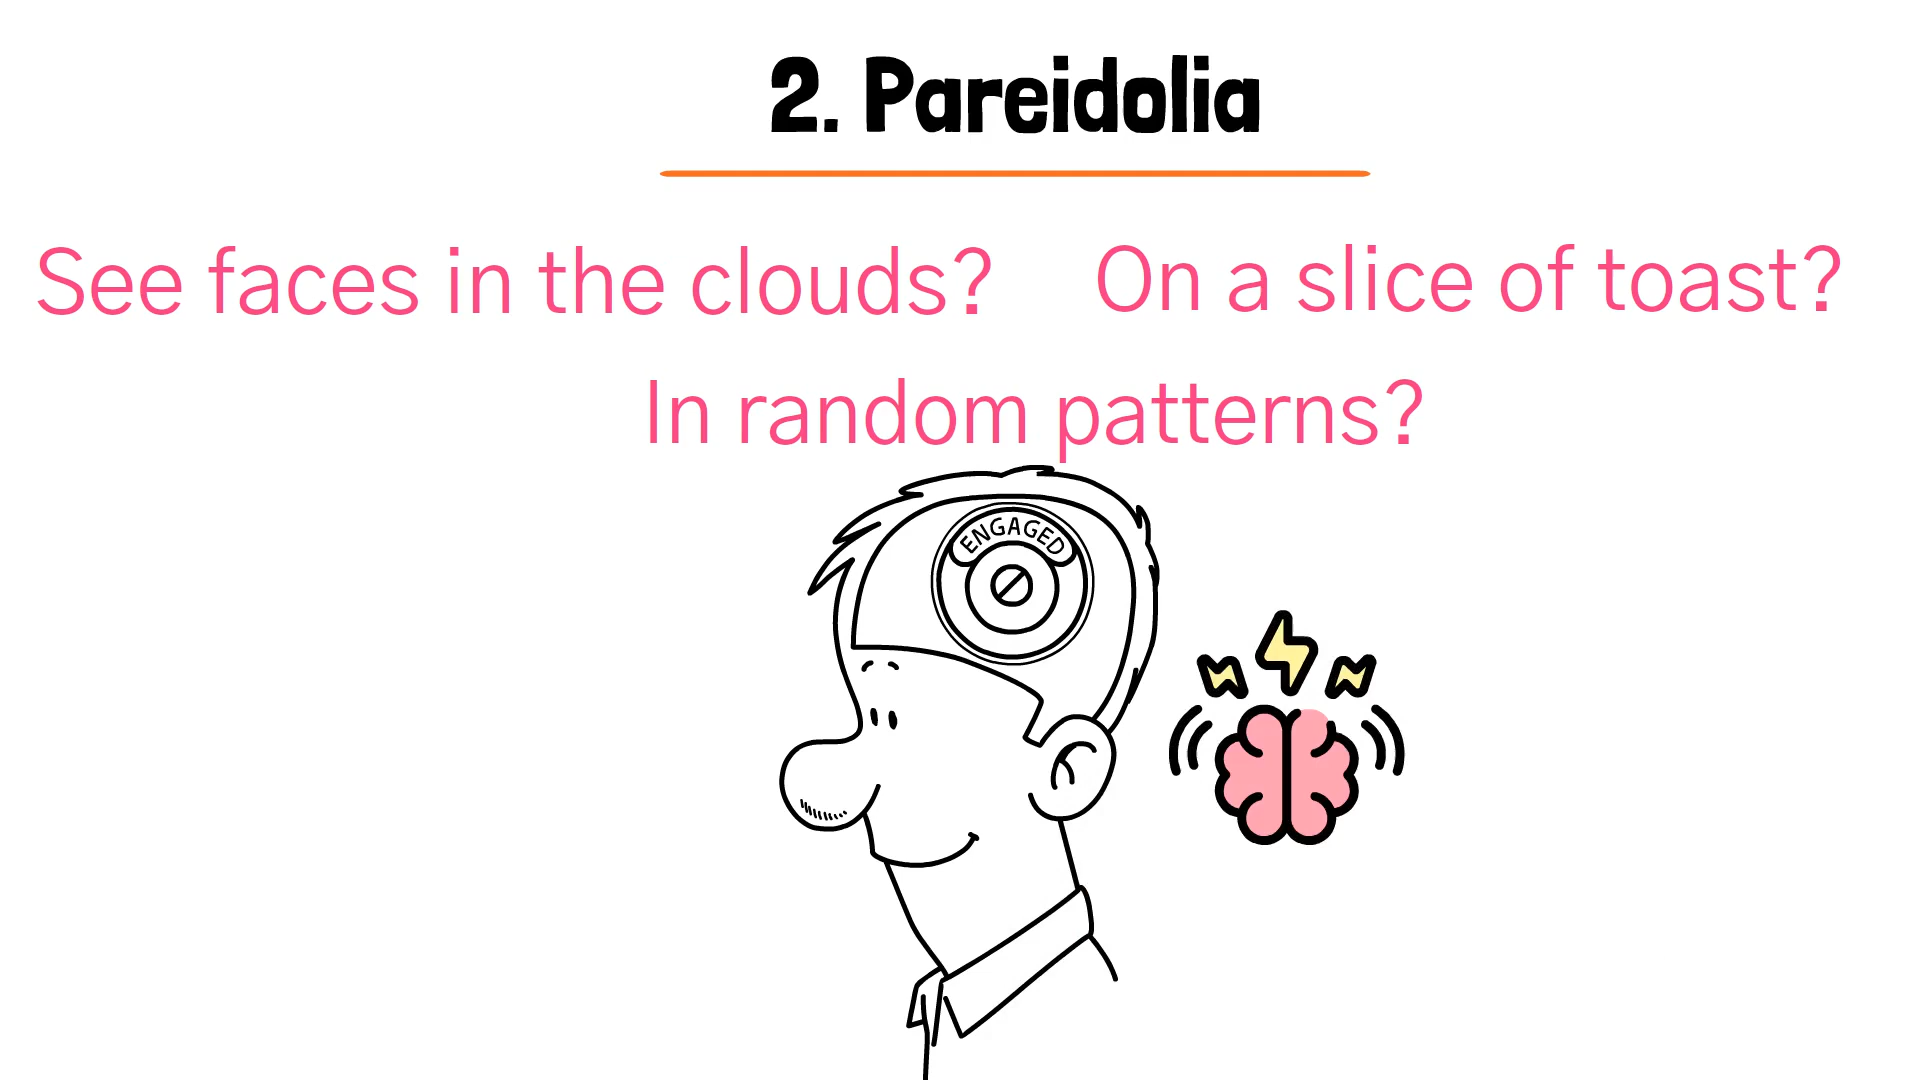 2. Pareidolia
See faces in the clouds? On a slice of toast?
In random patterns?
ENGAGED